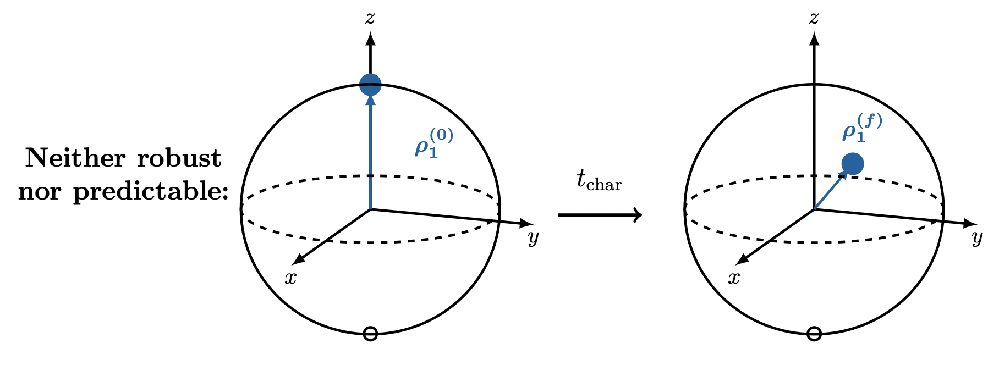 z
z
ρ₁⁽ᶠ⁾
ρ₁⁽⁰⁾
Neither robust
nor predictable:
t_char
y
y
x
x